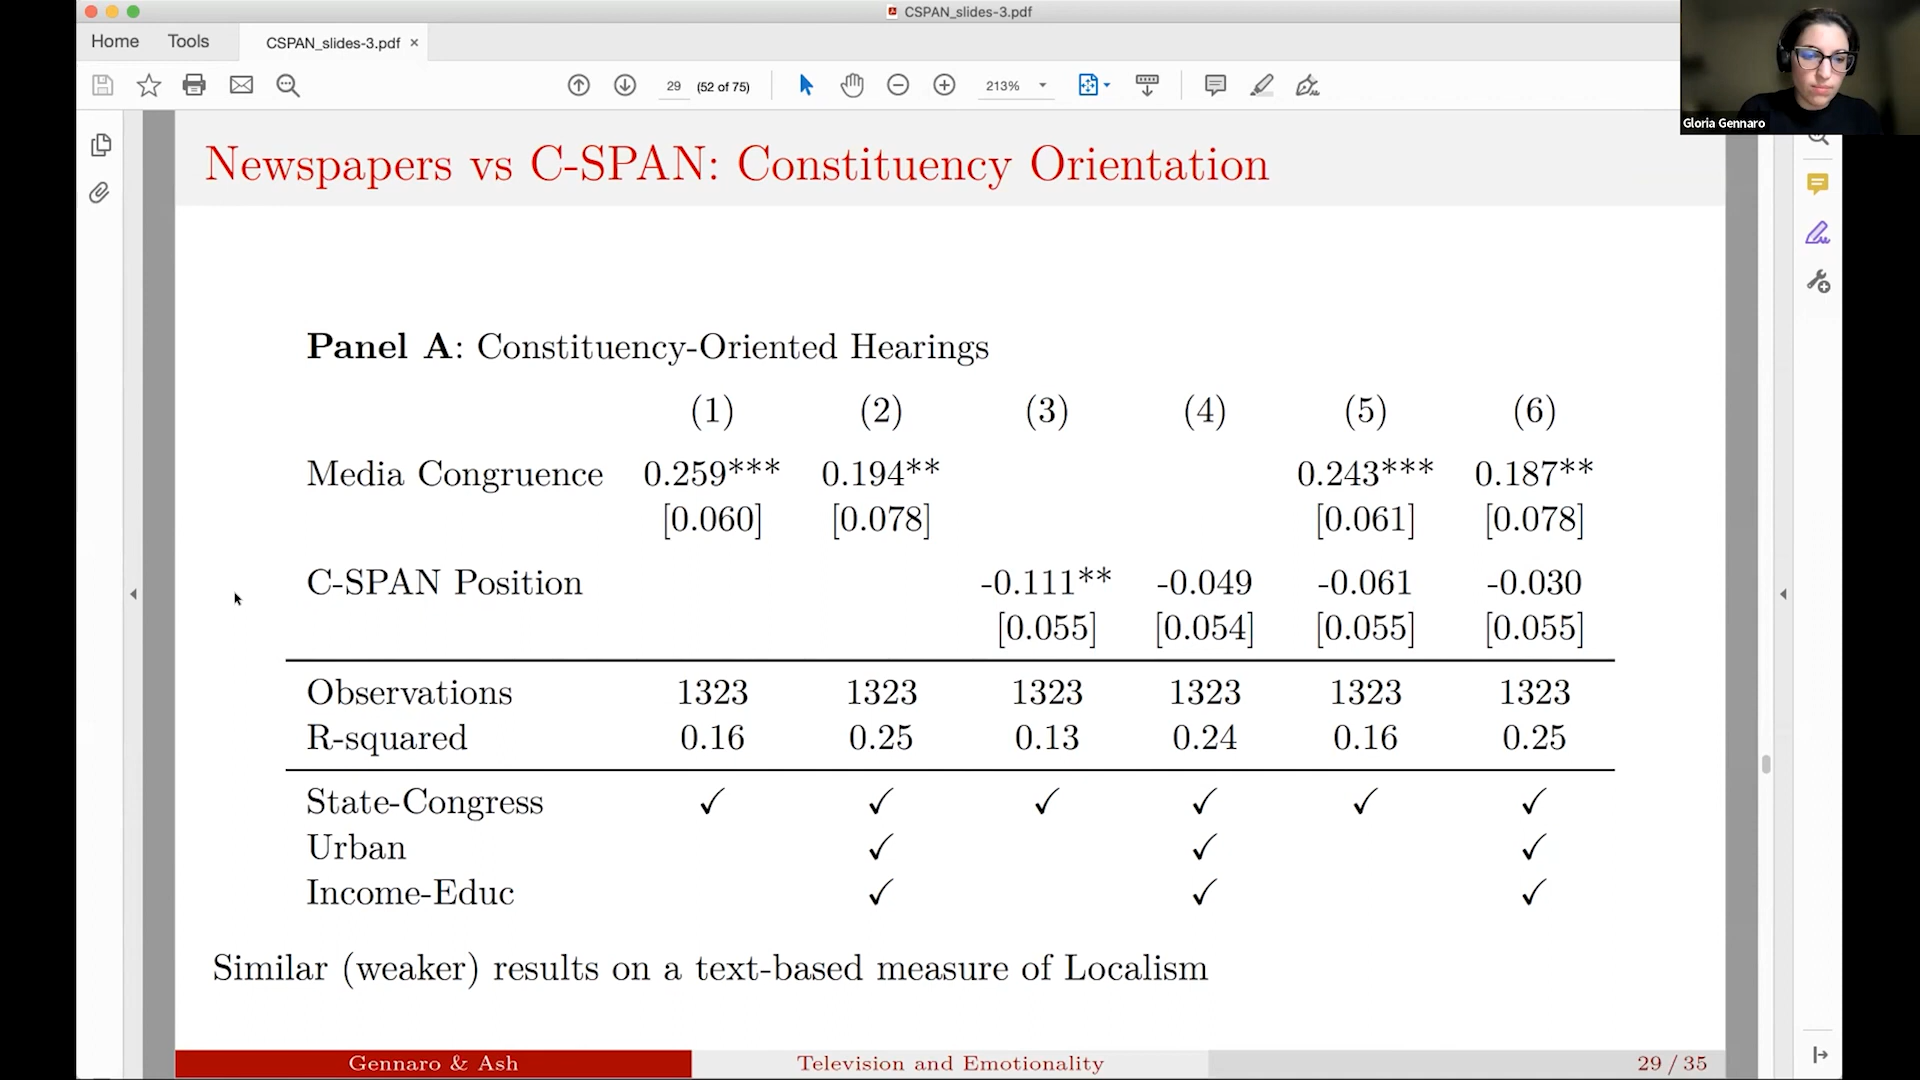 CSPAN_slides-3.pdf
Home Tools CSPAN_slides-3.pdf ×
29 (52 of 75) 213%
Gloria Gennaro
Newspapers vs C-SPAN: Constituency Orientation
Panel A: Constituency-Oriented Hearings
(1) (2) (3) (4) (5) (6)
Media Congruence 0.259*** 0.194** 0.243*** 0.187**
[0.060] [0.078] [0.061] [0.078]
C-SPAN Position -0.111** -0.049 -0.061 -0.030
[0.055] [0.054] [0.055] [0.055]
Observations 1323 1323 1323 1323 1323 1323
R-squared 0.16 0.25 0.13 0.24 0.16 0.25
State-Congress ✓ ✓ ✓ ✓ ✓ ✓
Urban ✓ ✓ ✓
Income-Educ ✓ ✓ ✓
Similar (weaker) results on a text-based measure of Localism
Gennaro & Ash Television and Emotionality 29 / 35